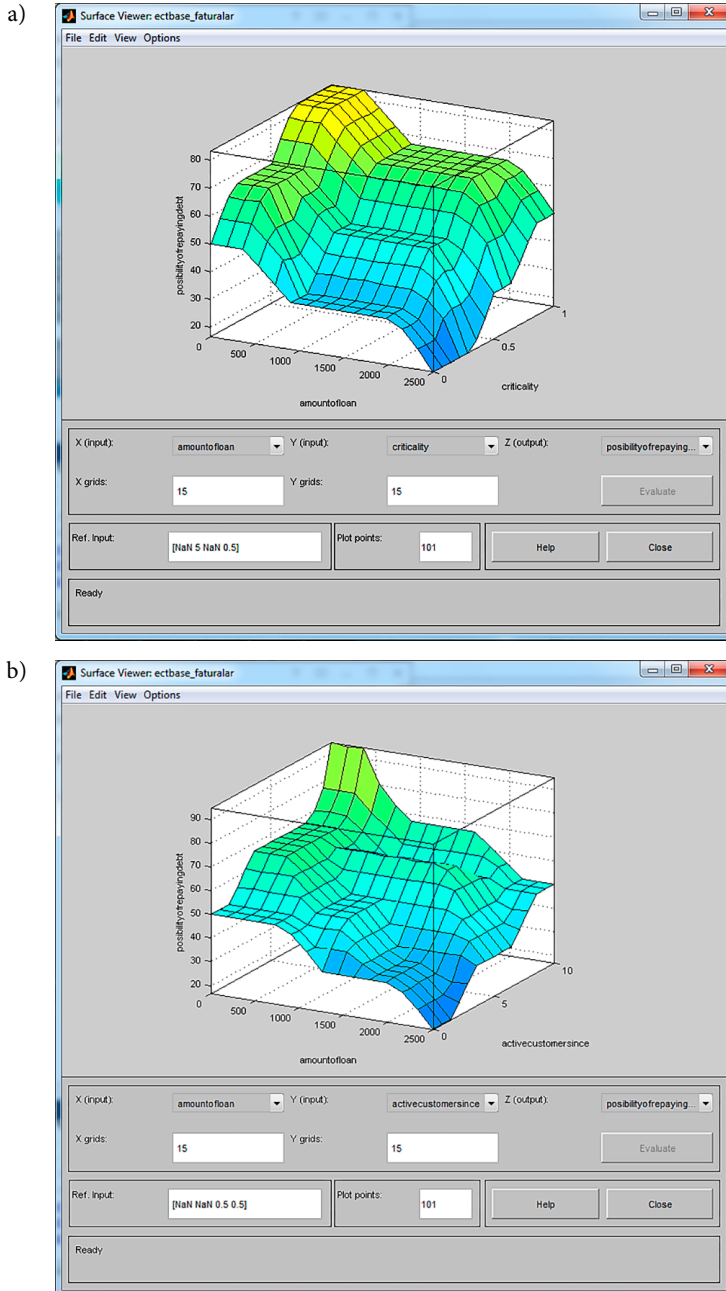 a)
Surface Viewer: ectbase_faturalar
File Edit View Options
80
70
60
50
40
30
20
posibilityofrepayingdebt
0
500
1000
1500
2000
2500
amountofloan
0
0.5
1
criticality
X (input): amountofloan Y (input): criticality Z (output): posibilityofrepaying...
X grids: 15 Y grids: 15 Evaluate
Ref. Input: [NaN 5 NaN 0.5] Plot points: 101 Help Close
Ready
b)
Surface Viewer: ectbase_faturalar
File Edit View Options
90
80
70
60
50
40
30
20
posibilityofrepayingdebt
0
500
1000
1500
2000
2500
amountofloan
0
5
10
activecustomersince
X (input): amountofloan Y (input): activecustomersince Z (output): posibilityofrepaying...
X grids: 15 Y grids: 15 Evaluate
Ref. Input: [NaN NaN 0.5 0.5] Plot points: 101 Help Close
Ready